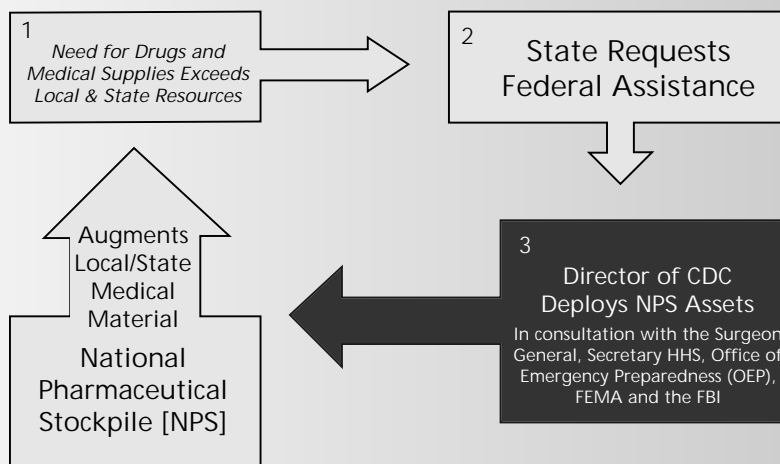 1
Need for Drugs and
Medical Supplies Exceeds
Local & State Resources
2
State Requests
Federal Assistance
3
Director of CDC
Deploys NPS Assets
In consultation with the Surgeon
General, Secretary HHS, Office of
Emergency Preparedness (OEP),
FEMA and the FBI
Augments
Local/State
Medical
Material
National
Pharmaceutical
Stockpile [NPS]